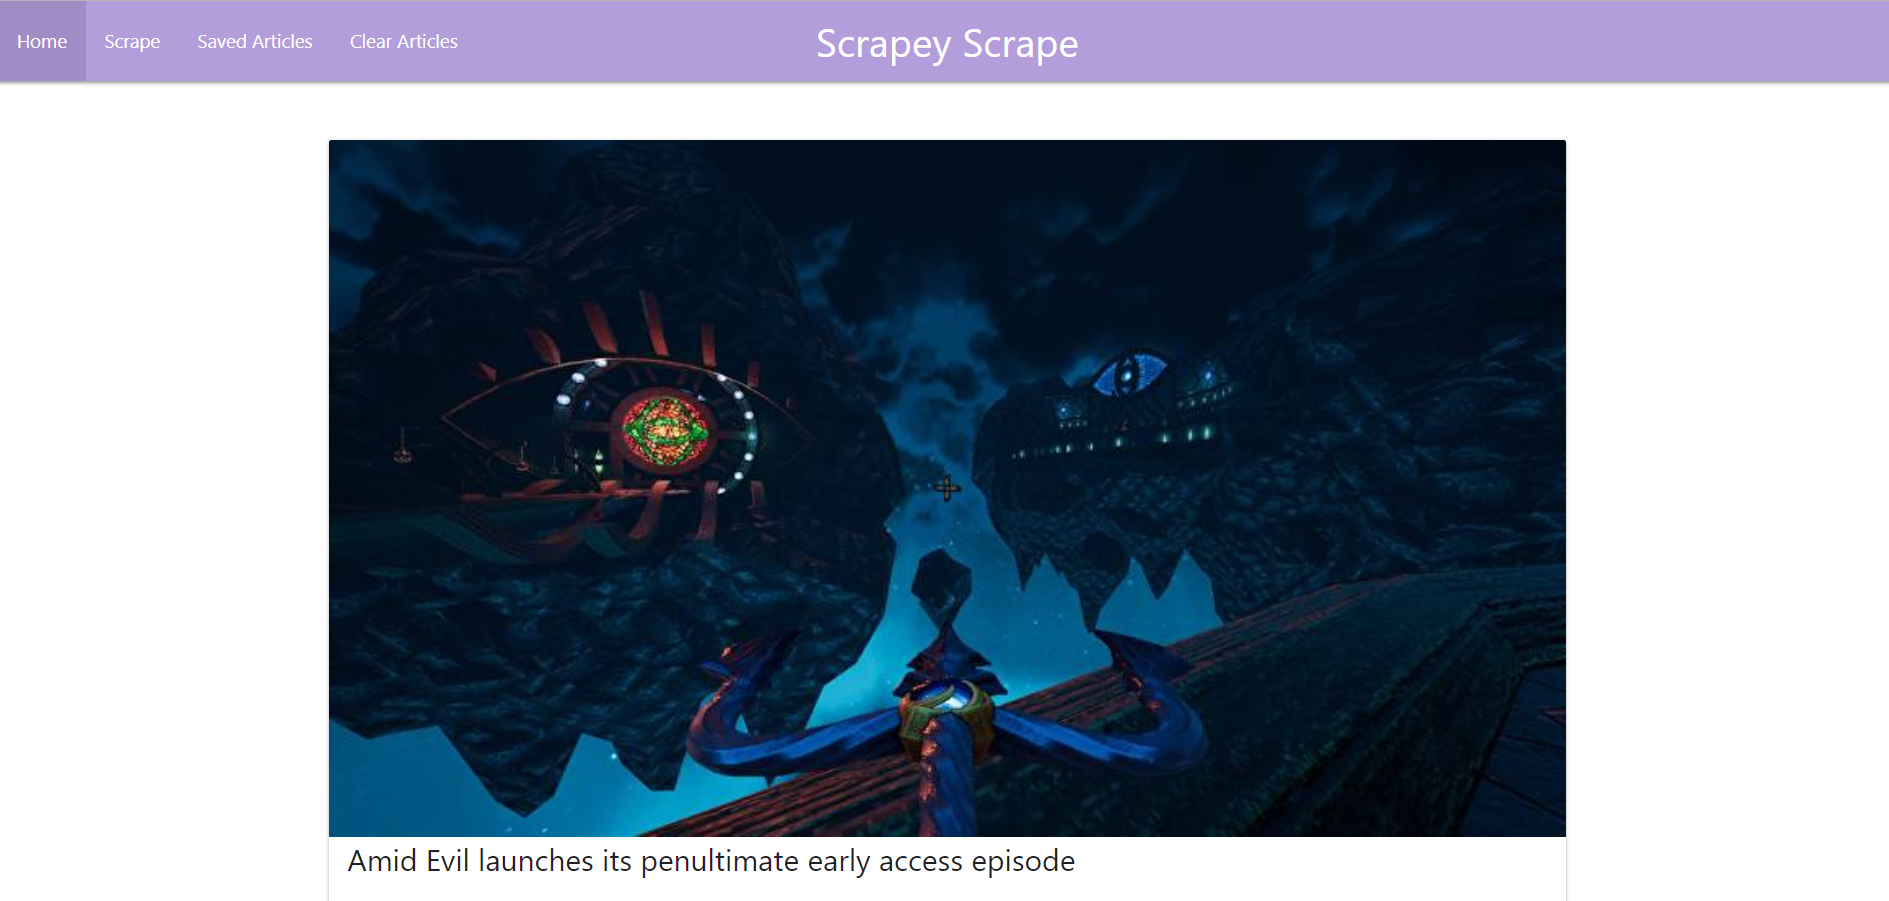 Home Scrape Saved Articles Clear Articles Scrapey Scrape
Amid Evil launches its penultimate early access episode